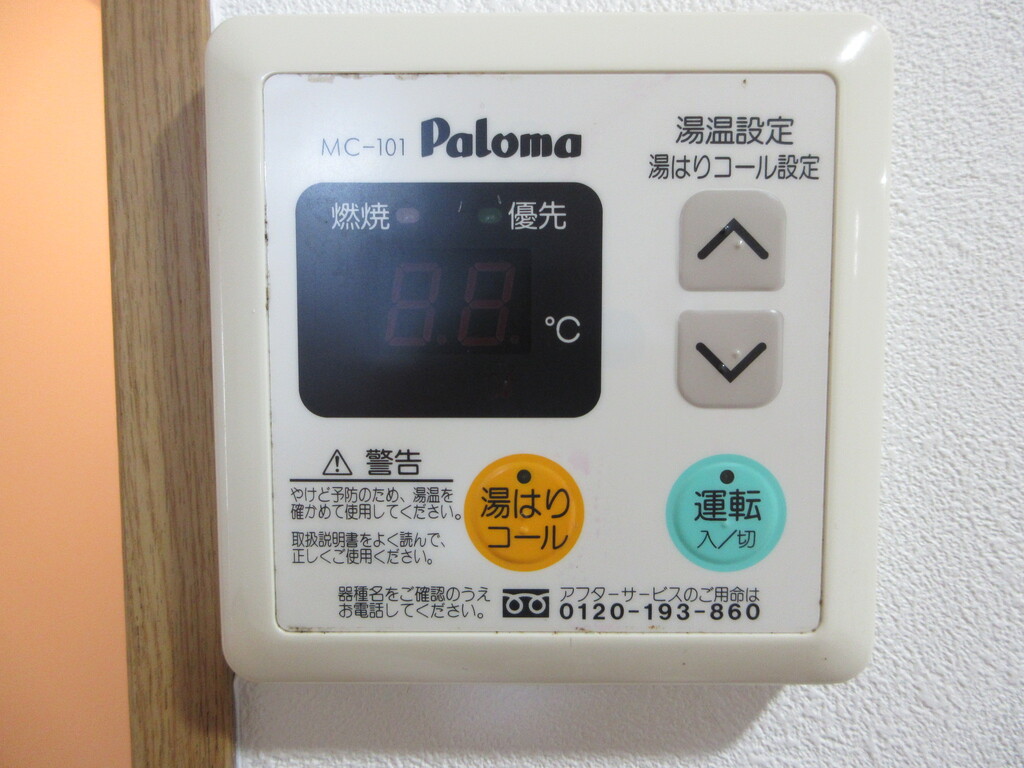 MC-101 Paloma
湯温設定
湯はりコール設定
燃焼 優先
℃
警告
やけど予防のため、湯温を
確かめて使用してください。
取扱説明書をよく読んで、
正しくご使用ください。
湯はり
コール
運転
入/切
器種名をご確認のうえ
お電話してください。
アフターサービスのご用命は
0120-193-860